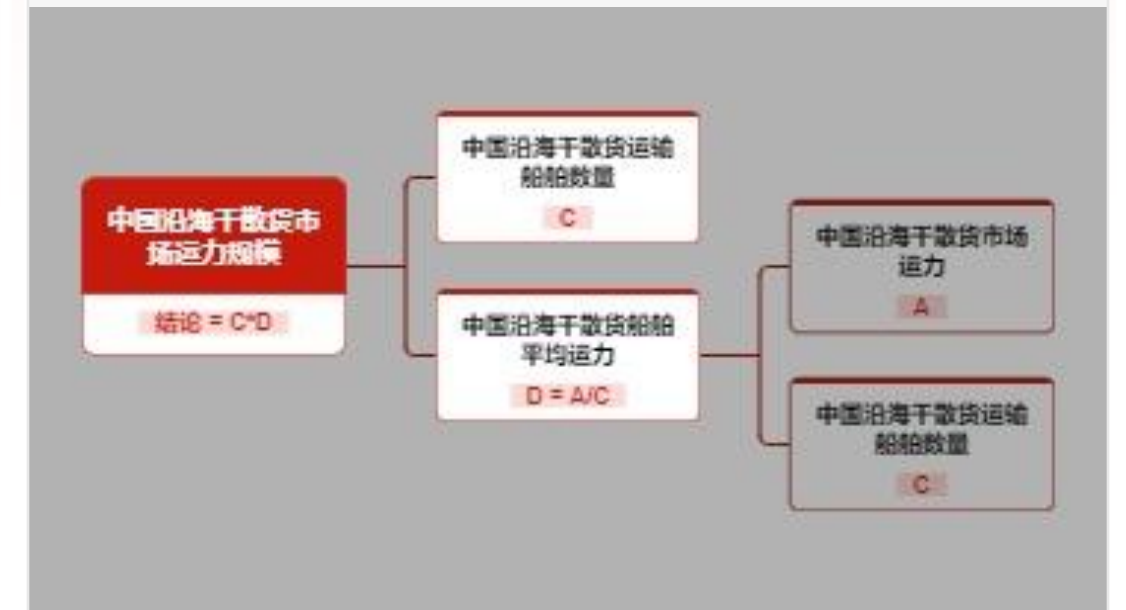 中国沿海干散货市
场运力规模
结论 = C*D
中国沿海干散货运输
船舶数量
C
中国沿海干散货船舶
平均运力
D = A/C
中国沿海干散货市场
运力
A
中国沿海干散货运输
船舶数量
C